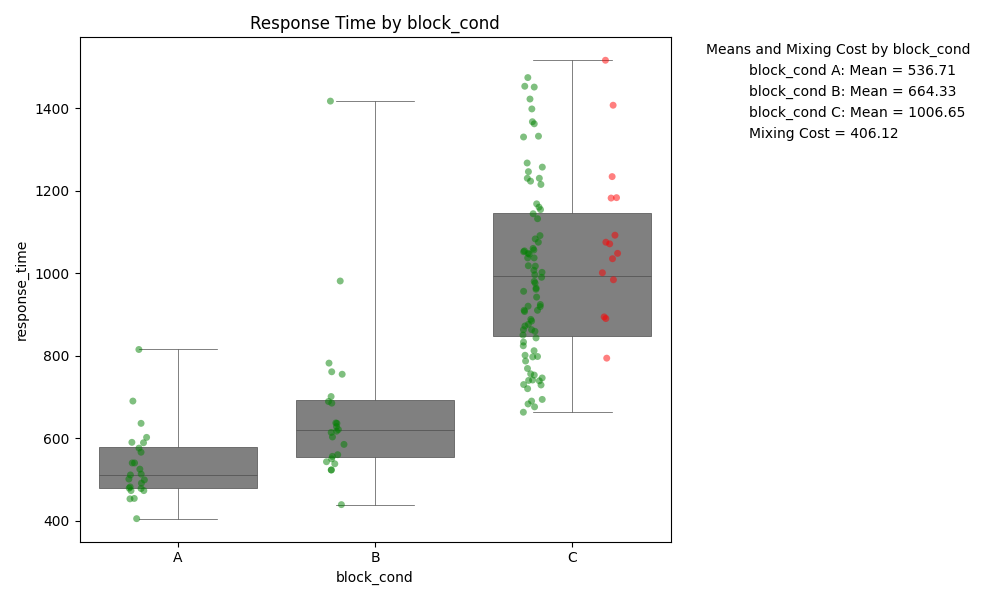 Response Time by block_cond
Means and Mixing Cost by block_cond
block_cond A: Mean = 536.71
block_cond B: Mean = 664.33
block_cond C: Mean = 1006.65
Mixing Cost = 406.12
response_time
1400
1200
1000
800
600
400
A
B
C
block_cond